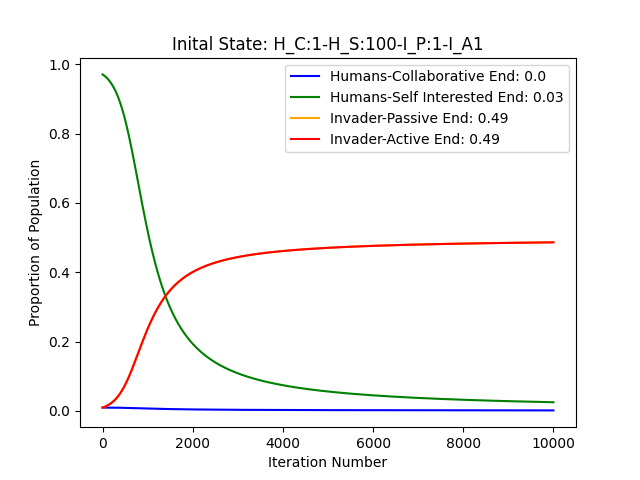 Inital State: H_C:1-H_S:100-I_P:1-I_A1
Humans-Collaborative End: 0.0
Humans-Self Interested End: 0.03
Invader-Passive End: 0.49
Invader-Active End: 0.49
Proportion of Population
1.0
0.8
0.6
0.4
0.2
0.0
0 2000 4000 6000 8000 10000
Iteration Number